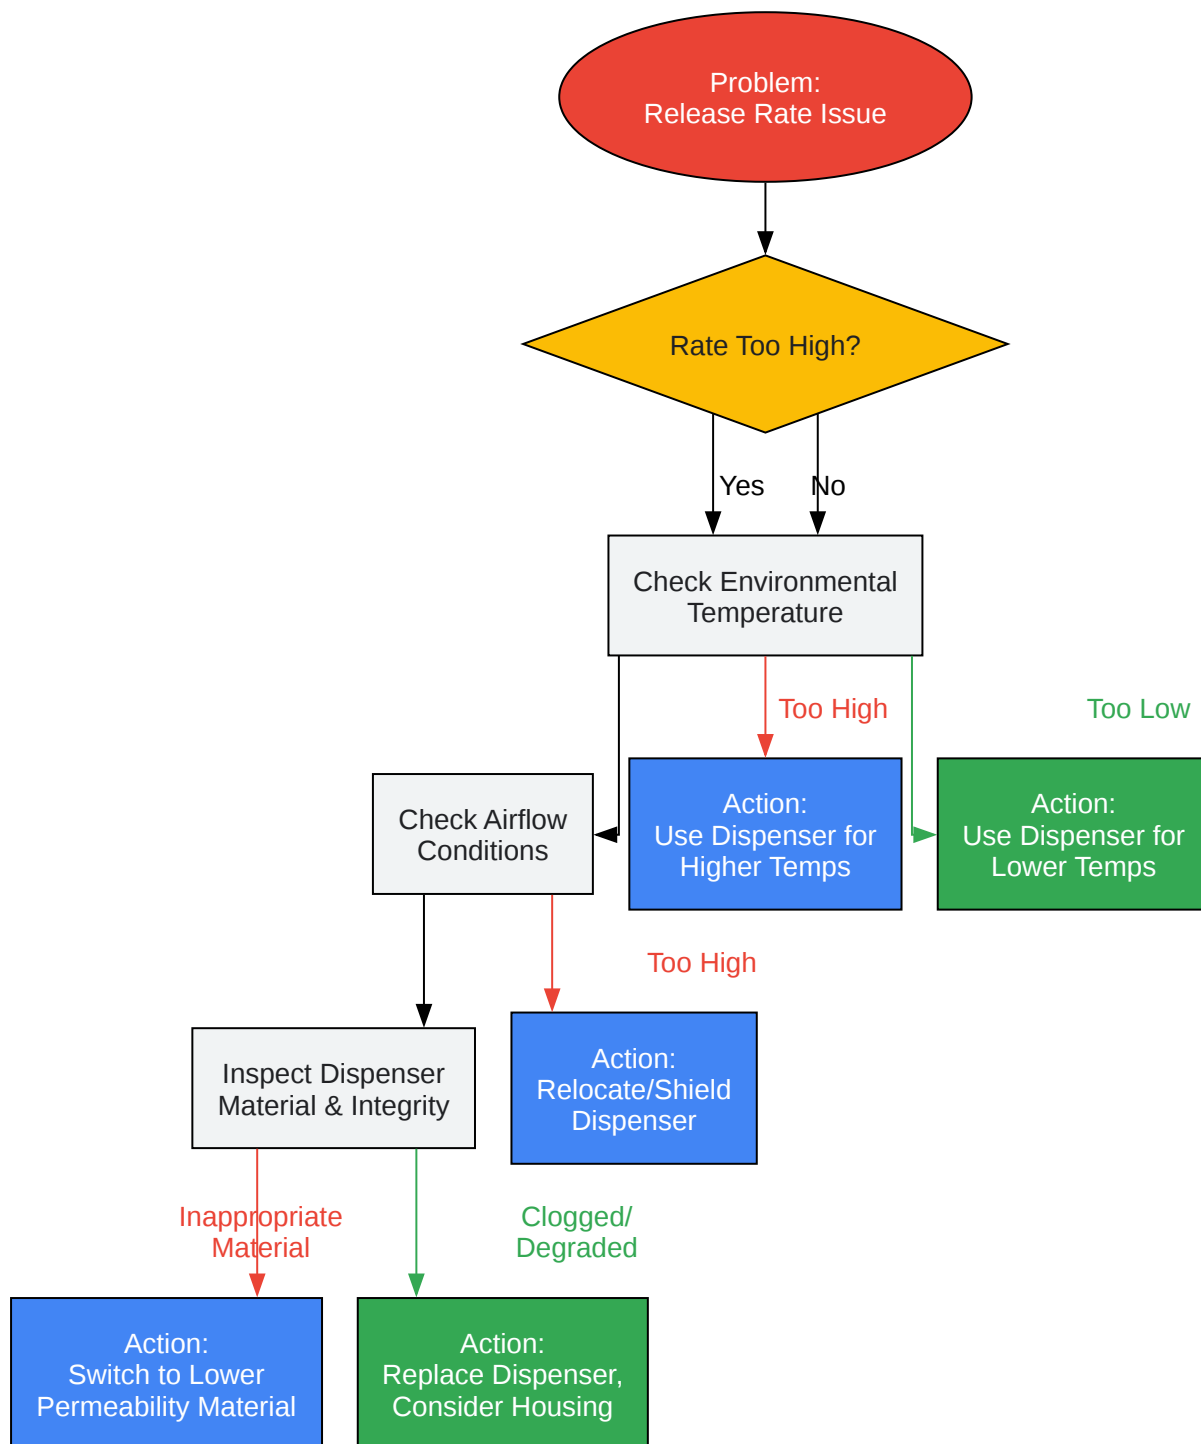 Problem:
Release Rate Issue
Rate Too High?
Yes
No
Check Environmental
Temperature
Too High
Too Low
Check Airflow
Conditions
Action:
Use Dispenser for
Higher Temps
Action:
Use Dispenser for
Lower Temps
Too High
Inspect Dispenser
Material & Integrity
Action:
Relocate/Shield
Dispenser
Inappropriate
Material
Clogged/
Degraded
Action:
Switch to Lower
Permeability Material
Action:
Replace Dispenser,
Consider Housing